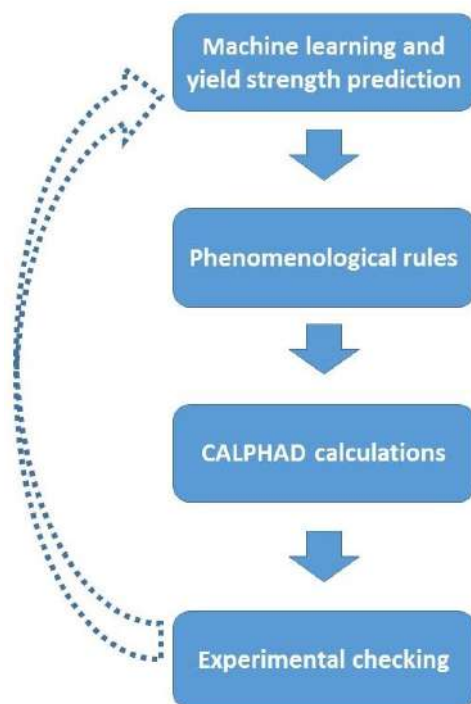 Machine learning and
yield strength prediction
Phenomenological rules
CALPHAD calculations
Experimental checking